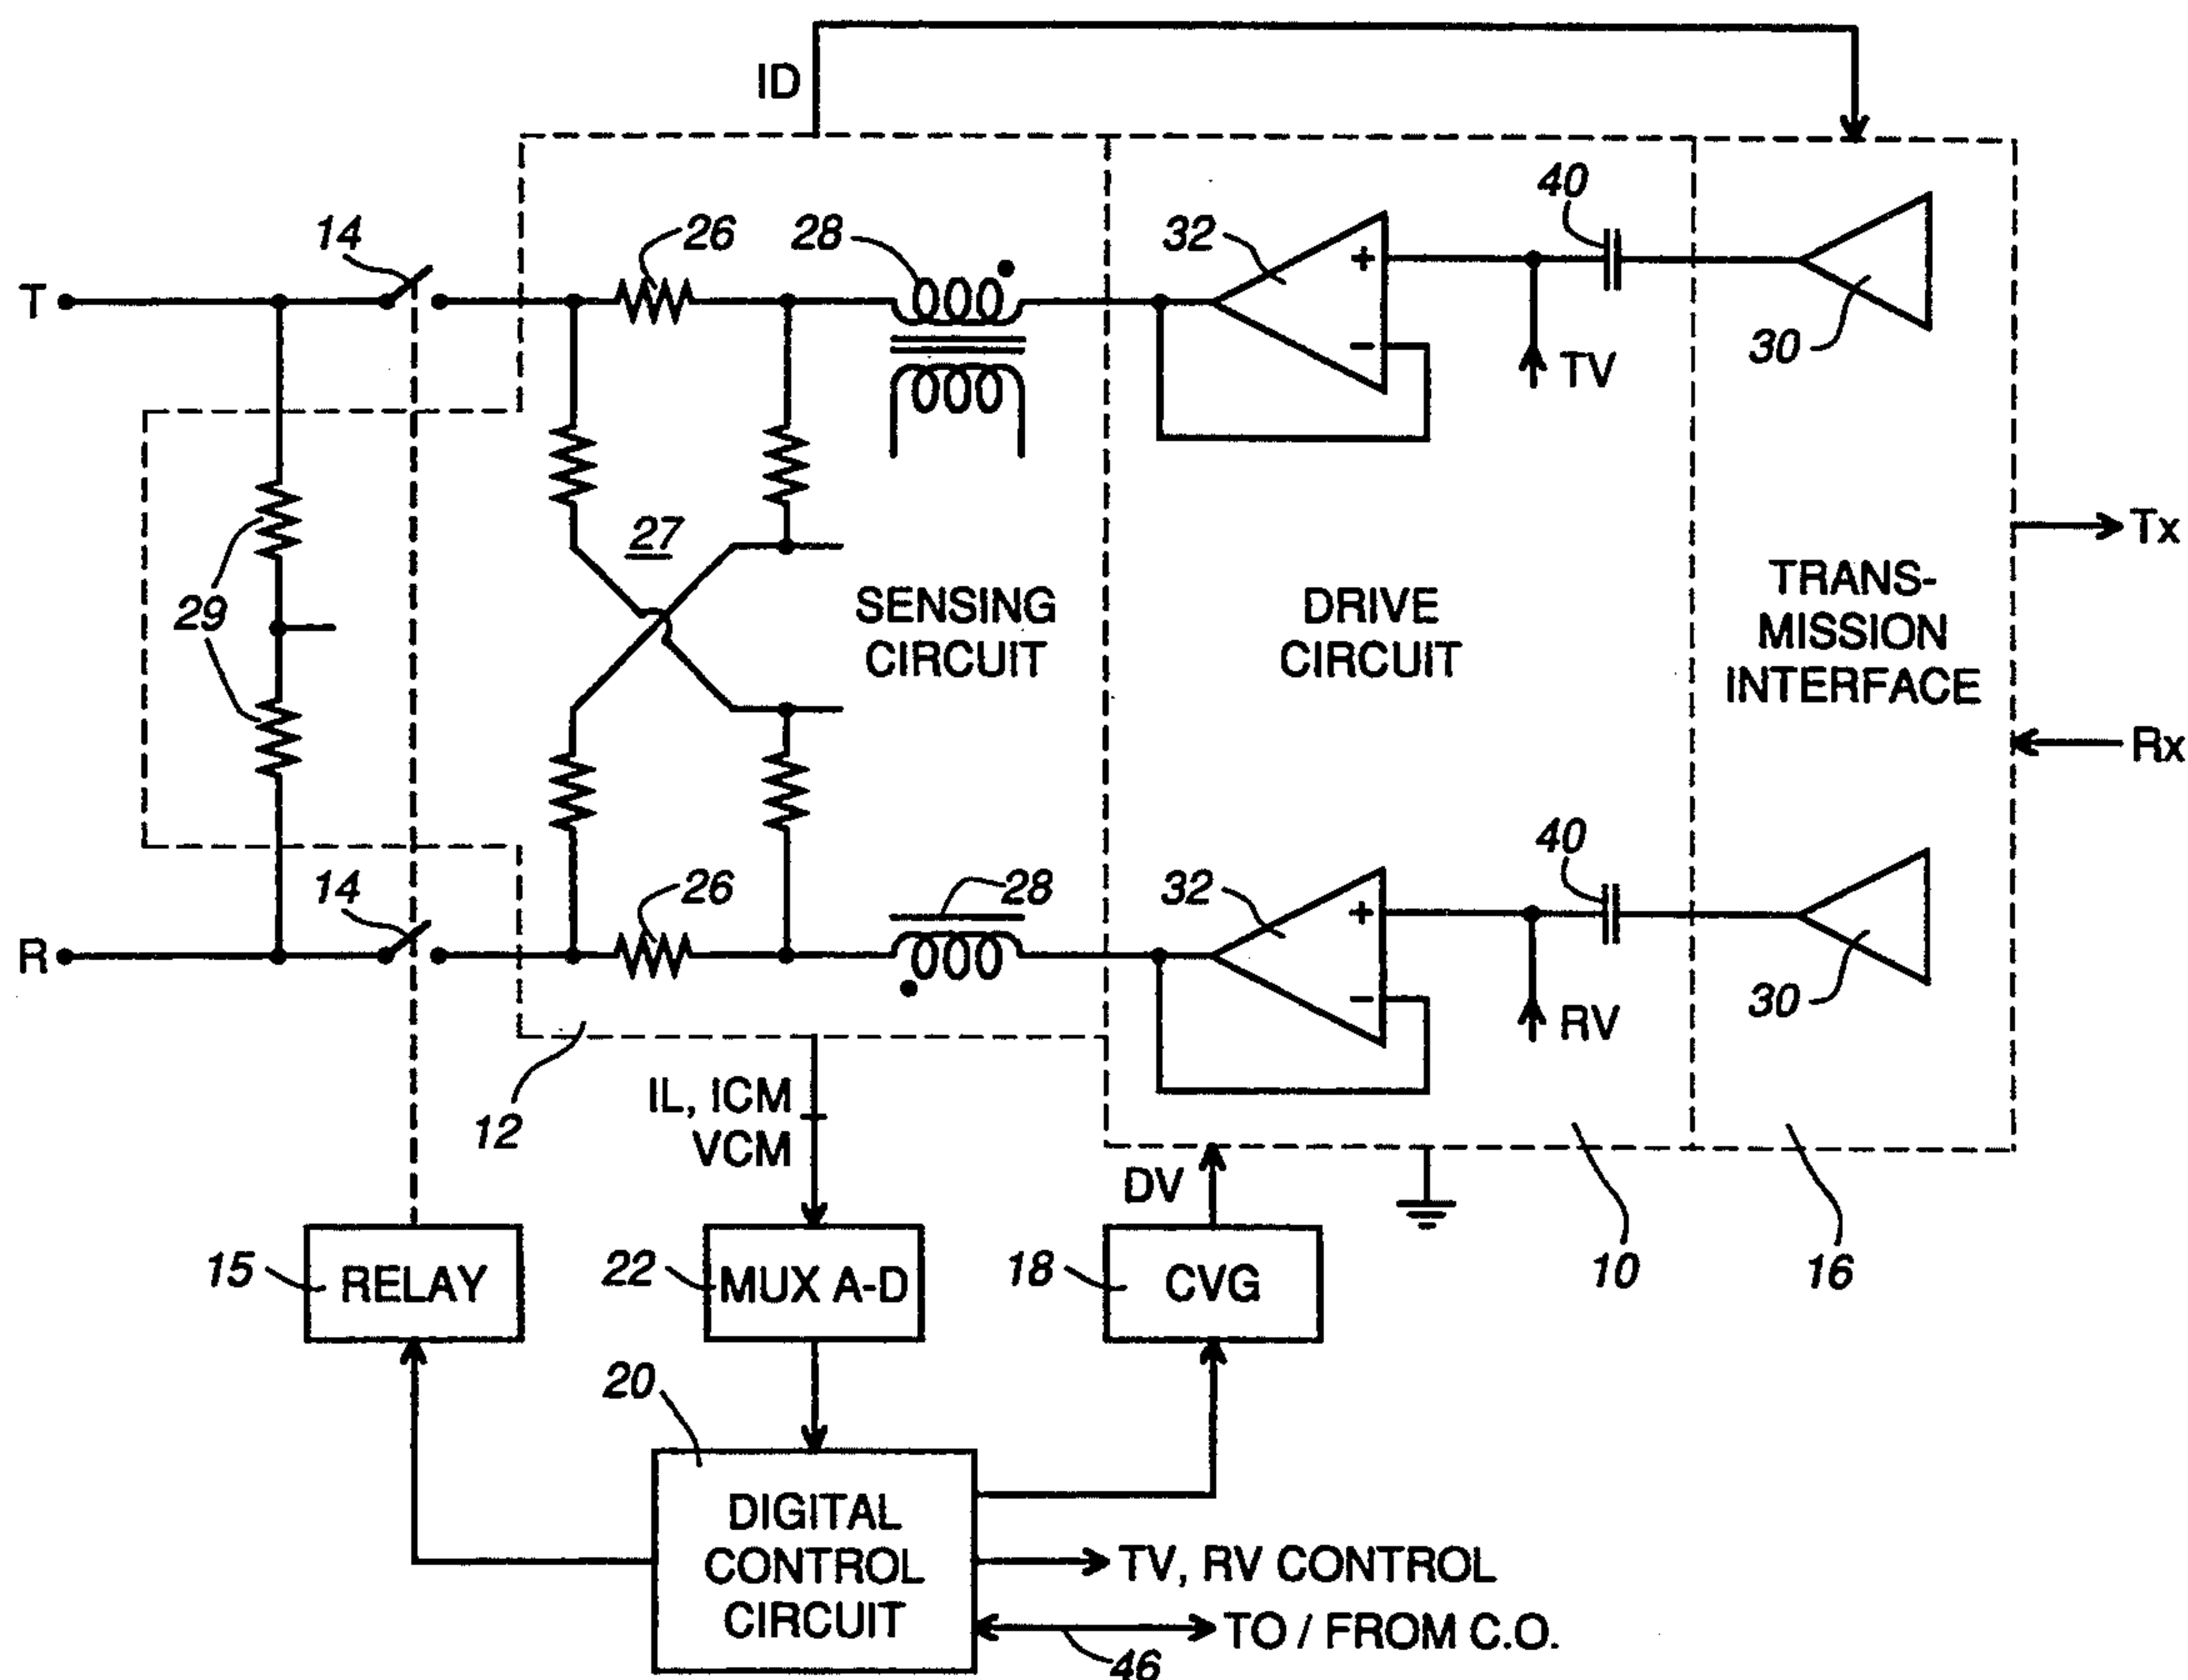 ID
14
26
28
32
40
T
+
-
TV
30
27
29
SENSING
CIRCUIT
DRIVE
CIRCUIT
TRANS-
MISSION
INTERFACE
Tx
Rx
14
26
28
32
40
R
+
-
RV
30
12
IL, ICM
VCM
DV
10
16
15
RELAY
22
MUX A-D
18
CVG
20
DIGITAL
CONTROL
CIRCUIT
TV, RV CONTROL
TO / FROM C.O.
46